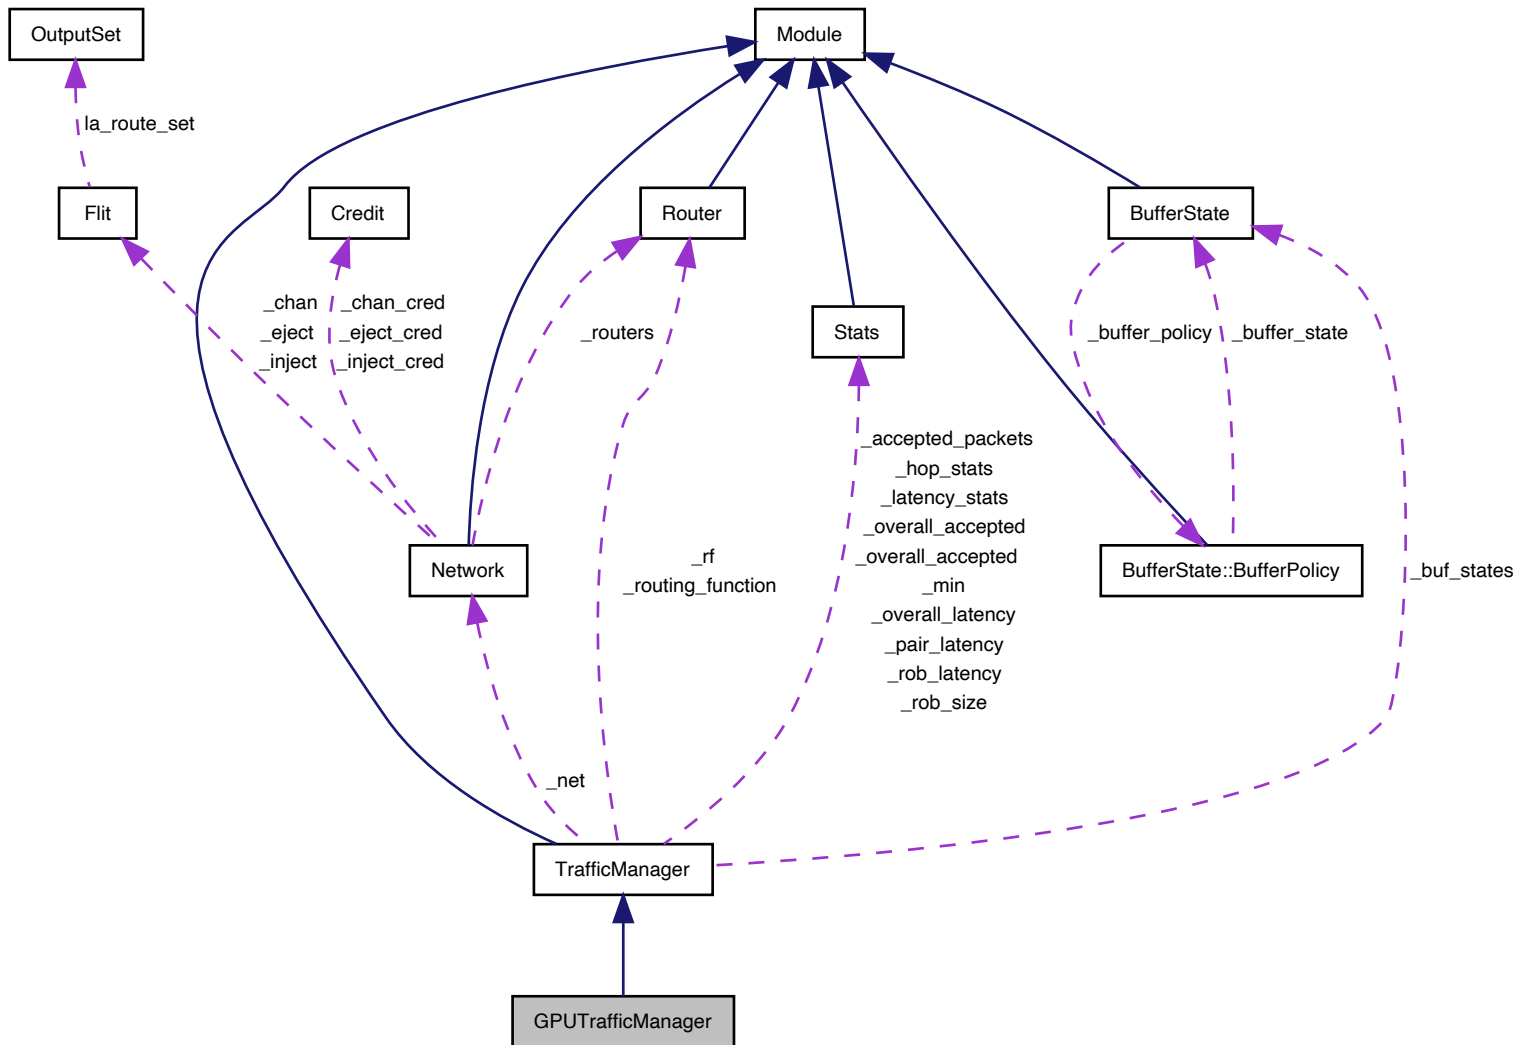 OutputSet
Module
la_route_set
Flit
Credit
Router
BufferState
_chan
_eject
_inject
_chan_cred
_eject_cred
_inject_cred
_routers
Stats
_buffer_policy
_buffer_state
_accepted_packets
_hop_stats
_latency_stats
_overall_accepted
_overall_accepted
_min
_overall_latency
_pair_latency
_rob_latency
_rob_size
_rf
_routing_function
Network
BufferState::BufferPolicy
_buf_states
_net
TrafficManager
GPUTrafficManager